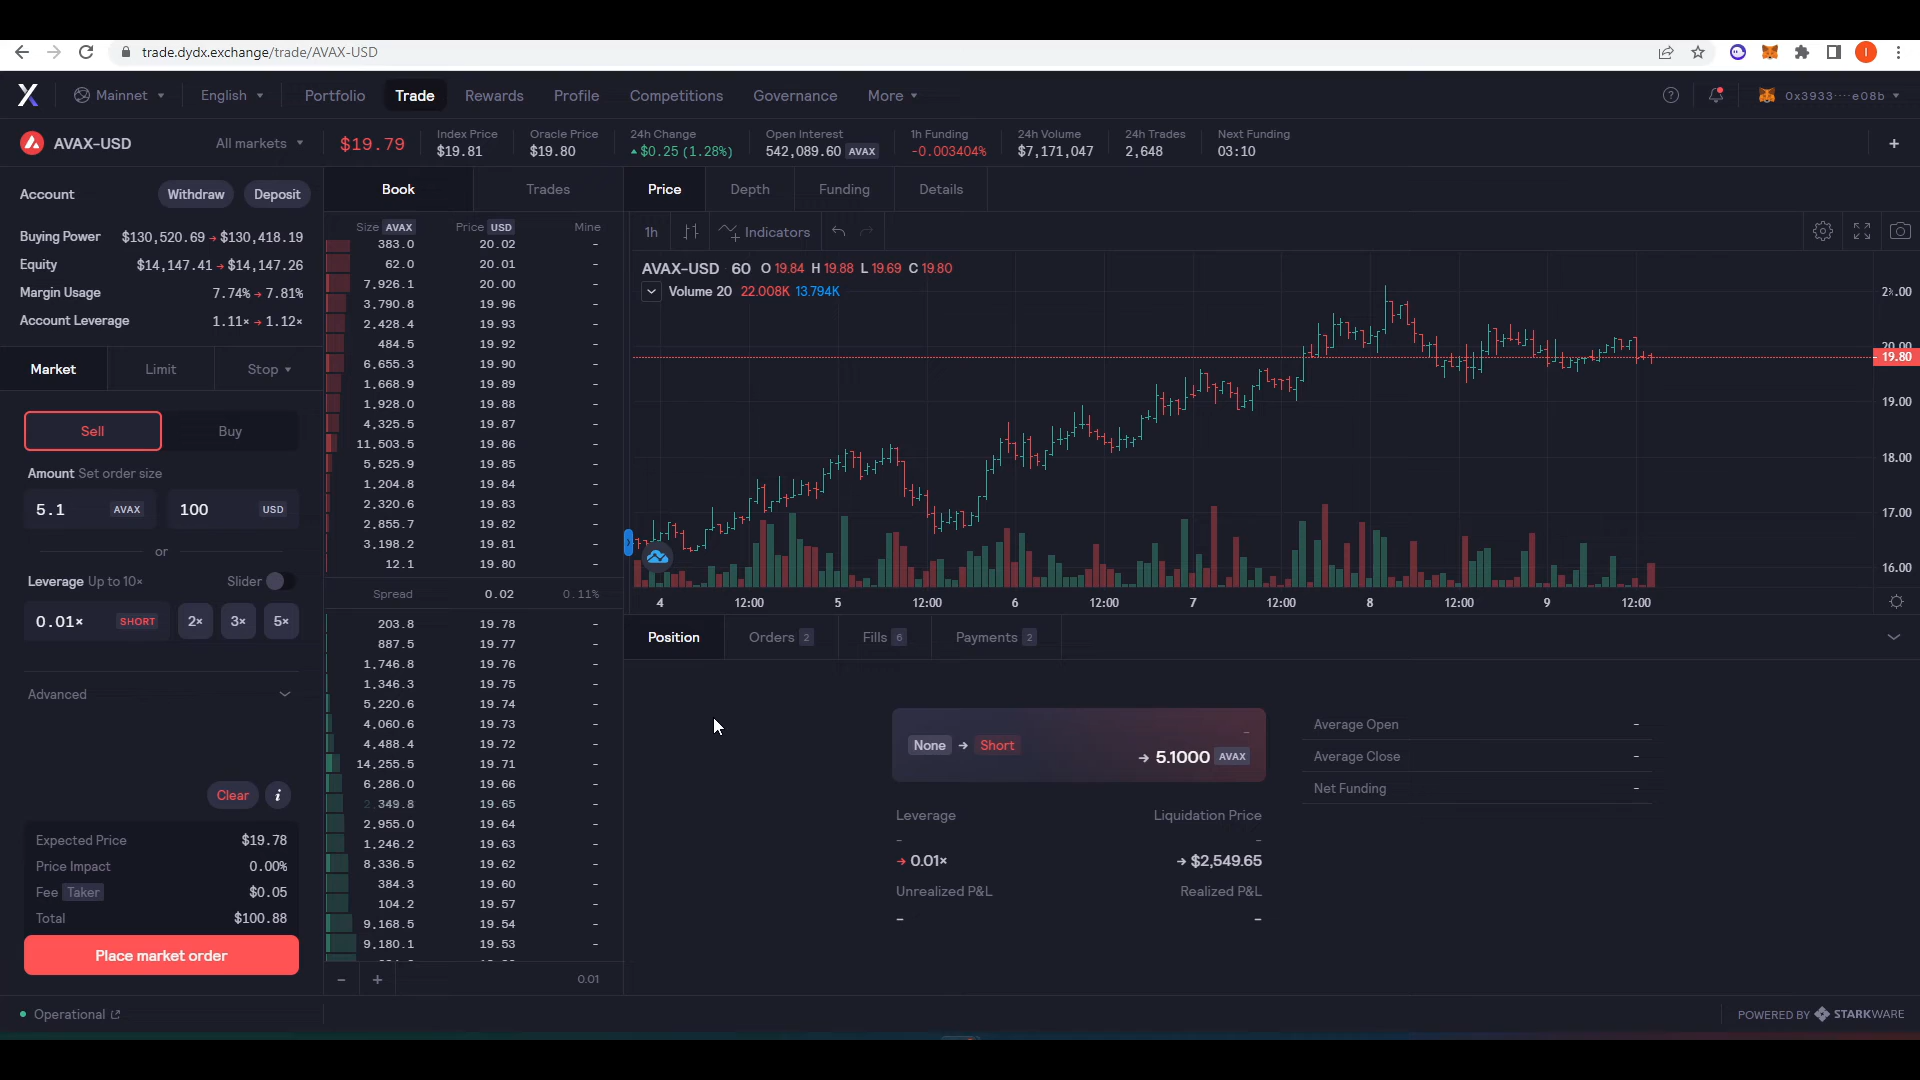 trade.dydx.exchange/trade/AVAX-USD
I
Mainnet
English
Portfolio
Trade
Rewards
Profile
Competitions
Governance
More
0x3933····e08b
AVAX-USD
All markets
$19.79
Index Price
$19.81
Oracle Price
$19.80
24h Change
$0.25 (1.28%)
Open Interest
542,089.60 AVAX
1h Funding
-0.003404%
24h Volume
$7,171,047
24h Trades
2,648
Next Funding
03:10
+
Account
Withdraw
Deposit
Buying Power $130,520.69 → $130,418.19
Equity $14,147.41 → $14,147.26
Margin Usage 7.74% → 7.81%
Account Leverage 1.11× → 1.12×
Market
Limit
Stop
Sell
Buy
Amount Set order size
5.1 AVAX
100 USD
or
Leverage Up to 10×
Slider
0.01× SHORT
2×
3×
5×
Advanced
Clear
i
Expected Price $19.78
Price Impact 0.00%
Fee Taker $0.05
Total $100.88
Place market order
Operational
Book
Trades
Size AVAX Price USD Mine
383.0 20.02 -
62.0 20.01 -
7,926.1 20.00 -
3,790.8 19.96 -
2,428.4 19.93 -
484.5 19.92 -
6,655.3 19.90 -
1,668.9 19.89 -
1,928.0 19.88 -
4,325.5 19.87 -
11,503.5 19.86 -
5,525.9 19.85 -
1,204.8 19.84 -
2,320.6 19.83 -
2,855.7 19.82 -
3,198.2 19.81 -
12.1 19.80 -
Spread 0.02 0.11%
203.8 19.78 -
887.5 19.77 -
1,746.8 19.76 -
1,346.3 19.75 -
5,220.6 19.74 -
4,060.6 19.73 -
4,488.4 19.72 -
14,255.5 19.71 -
6,286.0 19.66 -
2,349.8 19.65 -
2,955.0 19.64 -
1,246.2 19.63 -
8,336.5 19.62 -
384.3 19.60 -
104.2 19.57 -
9,168.5 19.54 -
9,180.1 19.53 -
- + 0.01
Price
Depth
Funding
Details
1h
Indicators
AVAX-USD 60 O 19.84 H 19.88 L 19.69 C 19.80
Volume 20 22.008K 13.794K
20.00
19.80
19.00
18.00
17.00
16.00
4 12:00 5 12:00 6 12:00 7 12:00 8 12:00 9 12:00
Position
Orders 2
Fills 6
Payments 2
None → Short
-
→ 5.1000 AVAX
Leverage
-
→ 0.01×
Liquidation Price
-
→ $2,549.65
Unrealized P&L
-
Realized P&L
-
Average Open -
Average Close -
Net Funding -
POWERED BY STARKWARE